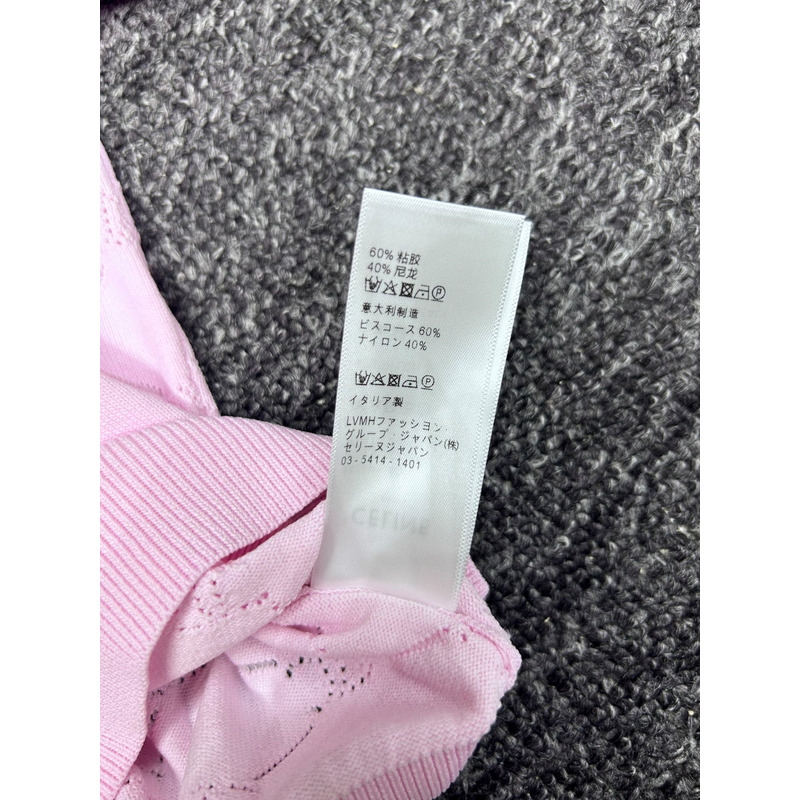 60% 粘胶
40% 尼龙
意大利制造
ビスコース 60%
ナイロン 40%
イタリア製
LVMHファッション・
グループ・ジャパン(株)
セリーヌジャパン
03-5414-1401
CELINE